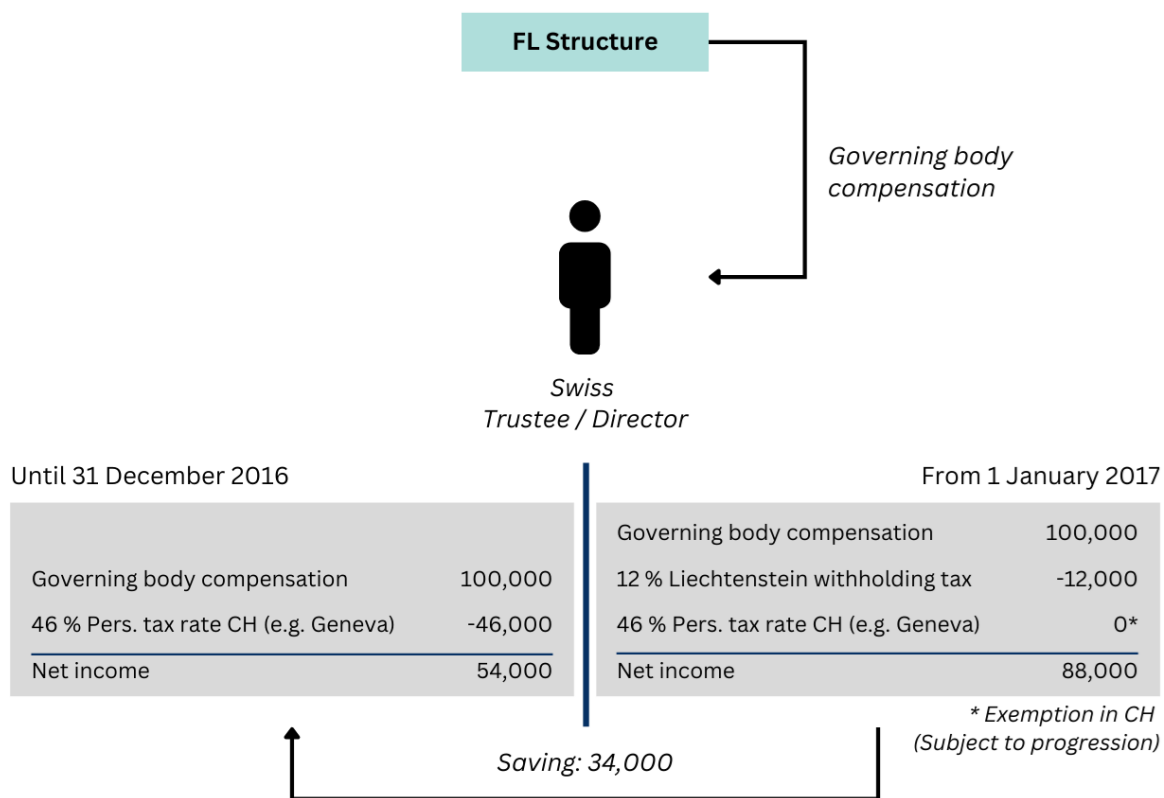 FL Structure
Governing body
compensation
Swiss
Trustee / Director
Until 31 December 2016
Governing body compensation 100,000
46 % Pers. tax rate CH (e.g. Geneva) -46,000
Net income 54,000
From 1 January 2017
Governing body compensation 100,000
12 % Liechtenstein withholding tax -12,000
46 % Pers. tax rate CH (e.g. Geneva) 0*
Net income 88,000
* Exemption in CH
(Subject to progression)
Saving: 34,000